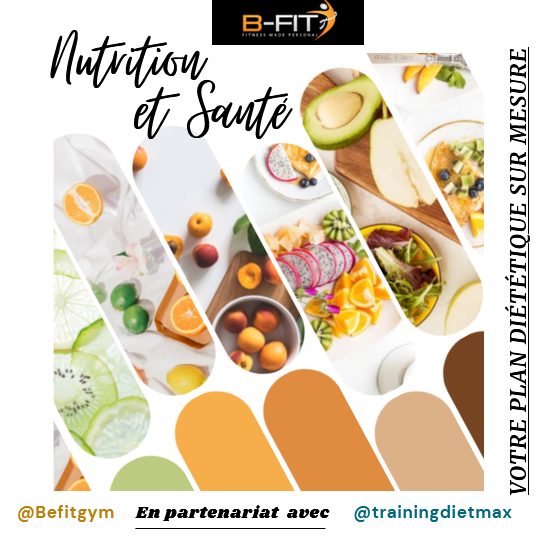 B-FIT
FITNESS MADE PERSONAL
Nutrition
et Santé
VOTRE PLAN DIÉTÉTIQUE SUR MESURE
@Befitgym En partenariat avec @trainingdietmax